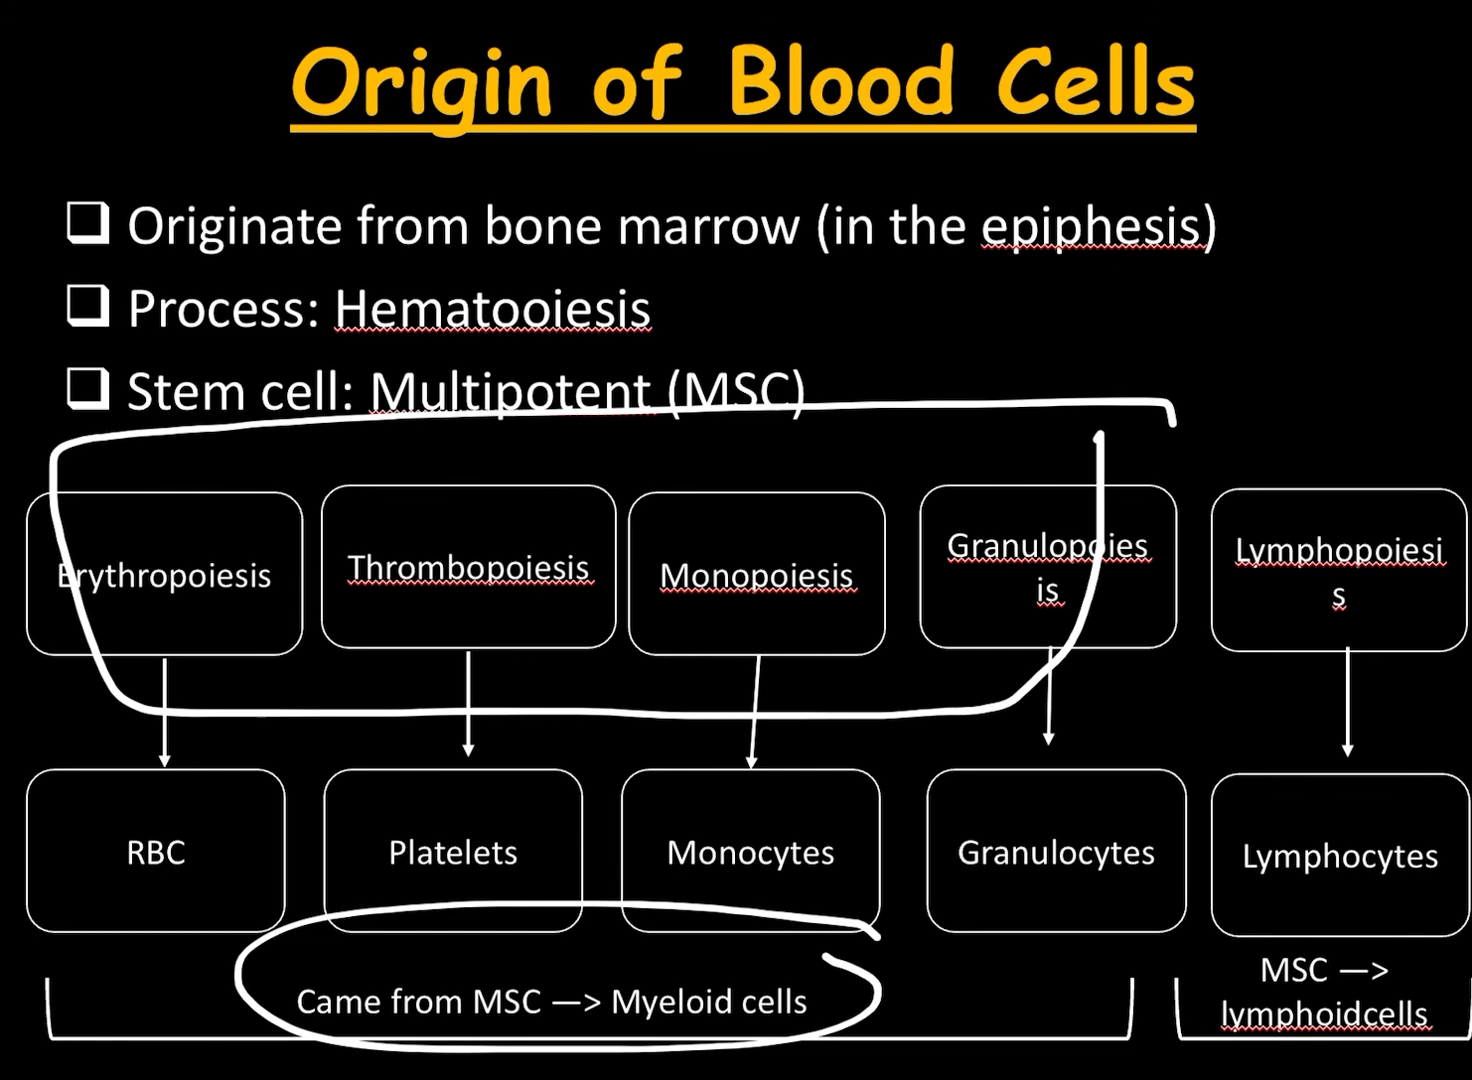 Origin of Blood Cells
Originate from bone marrow (in the epiphesis)
Process: Hematooiesis
Stem cell: Multipotent (MSC)
Erythropoiesis
Thrombopoiesis
Monopoiesis
Granulopoies
is
Lymphopoiesi
s
RBC
Platelets
Monocytes
Granulocytes
Lymphocytes
Came from MSC —> Myeloid cells
MSC —>
lymphoidcells